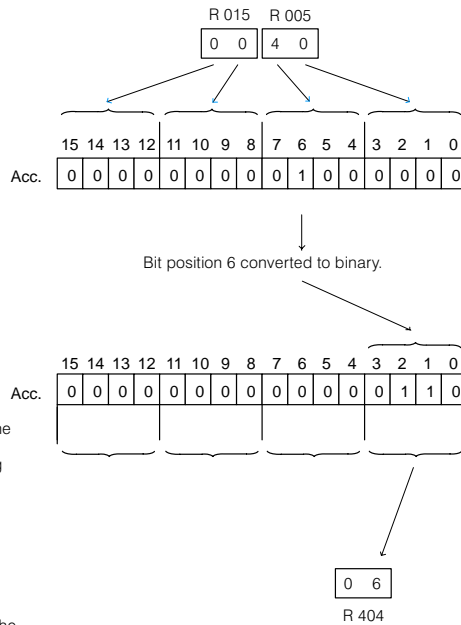 R 015 R 005
0 0 4 0
15 14 13 12 11 10 9 8 7 6 5 4 3 2 1 0
Acc. 0 0 0 0 0 0 0 0 0 1 0 0 0 0 0 0
Bit position 6 converted to binary.
15 14 13 12 11 10 9 8 7 6 5 4 3 2 1 0
Acc. 0 0 0 0 0 0 0 0 0 0 0 0 0 1 1 0
0 6
R 404